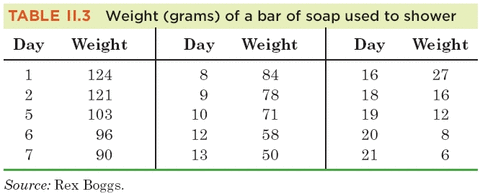 TABLE II.3 Weight (grams) of a bar of soap used to shower
Day Weight Day Weight Day Weight
1 124 8 84 16 27
2 121 9 78 18 16
5 103 10 71 19 12
6 96 12 58 20 8
7 90 13 50 21 6
Source: Rex Boggs.